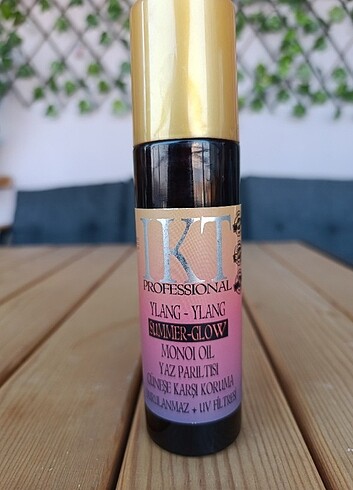 IKT
PROFESSIONAL
YLANG - YLANG
SUMMER-GLOW
MONOI OIL
YAZ PARILTISI
GÜNEŞE KARŞI KORUMA
+ UV FİLTRESİ